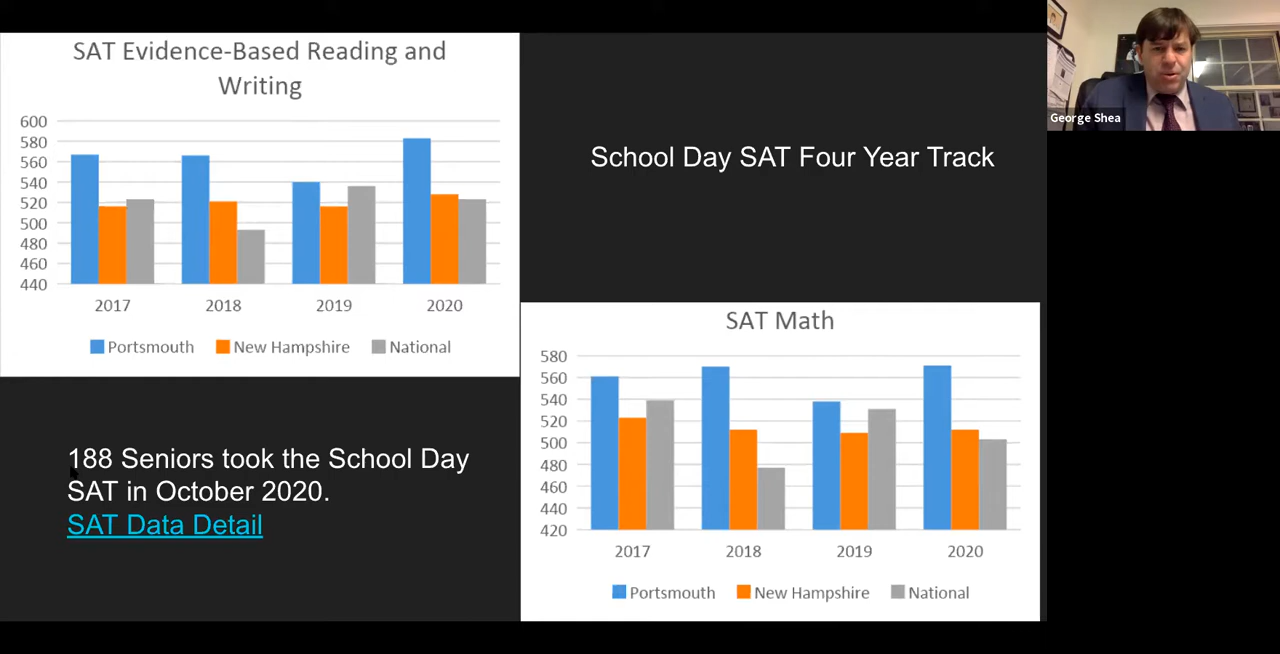 SAT Evidence-Based Reading and
Writing
600
580
560
540
520
500
480
460
440
2017 2018 2019 2020
Portsmouth New Hampshire National
School Day SAT Four Year Track
188 Seniors took the School Day
SAT in October 2020.
SAT Data Detail
SAT Math
580
560
540
520
500
480
460
440
420
2017 2018 2019 2020
Portsmouth New Hampshire National
George Shea